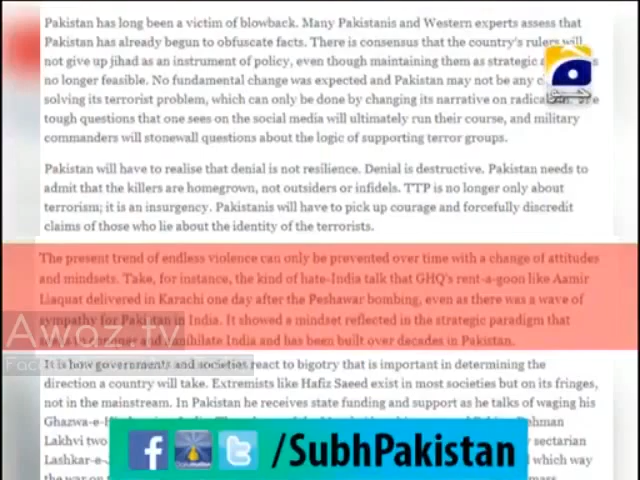 Pakistan has long been a victim of blowback. Many Pakistanis and Western experts assess that
Pakistan has already begun to obfuscate facts. There is consensus that the country's rulers will
not give up jihad as an instrument of policy, even though maintaining them as strategic
no longer feasible. No fundamental change was expected and Pakistan may not be any
solving its terrorist problem, which can only be done by changing its narrative on
tough questions that one sees on the social media will ultimately run their course, and military
commanders will stonewall questions about the logic of supporting terror groups.
Pakistan will have to realise that denial is not resilience. Denial is destructive. Pakistan needs to
admit that the killers are homegrown, not outsiders or infidels. TTP is no longer only about
terrorism; it is an insurgency. Pakistanis will have to pick up courage and forcefully discredit
claims of those who lie about the identity of the terrorists.
The present trend of endless violence can only be prevented over time with a change of attitudes
and mindsets. Take, for instance, the kind of hate-India talk that GHQ's rent-a-goon like Aamir
Liaquat delivered in Karachi one day after the Peshawar bombing, even as there was a wave of
sympathy for Pakistan in India. It showed a mindset reflected in the strategic paradigm that
annihilate India and has been built over decades in Pakistan.
Awaz.tv
It is how governments and societies react to bigotry that is important in determining the
direction a country will take. Extremists like Hafiz Saeed exist in most societies but on its fringes,
not in the mainstream. In Pakistan he receives state funding and support as he talks of waging his
Lakhvi two
sectarian
which way
/SubhPakistan